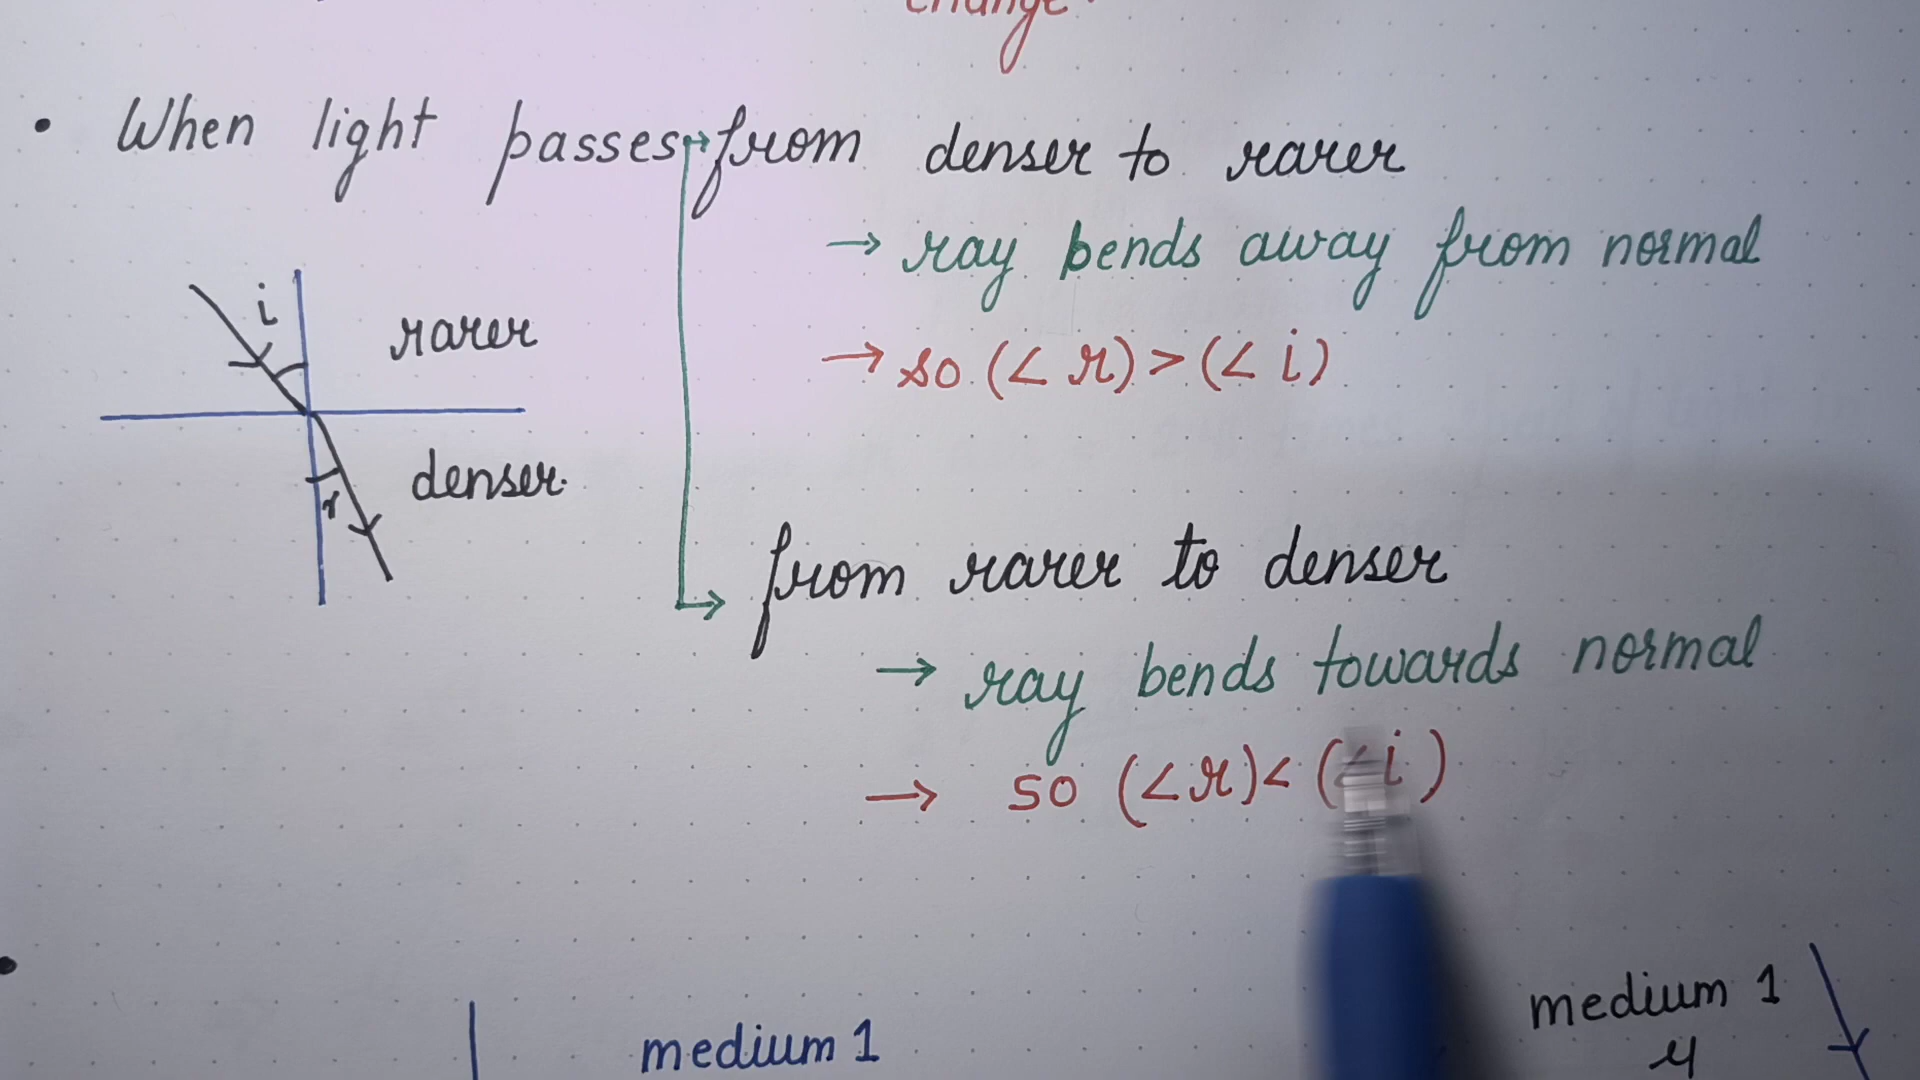 change
• When light passes → from denser to rarer
→ ray bends away from normal
→ so (∠ r) > (∠ i)
i
rarer
denser.
r
from rarer to denser
→ ray bends towards normal
→ so (∠ r) < (∠ i)
medium 1
medium 1